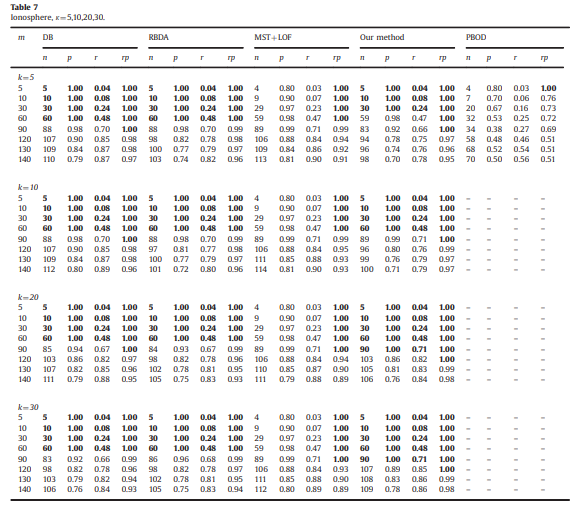 Table 7
Ionosphere, κ=5,10,20,30.
m DB RBDA MST+LOF Our method PBOD
n p r rp n p r rp n p r rp n p r rp n p r rp
k=5
5 5 1.00 0.04 1.00 5 1.00 0.04 1.00 4 0.80 0.03 1.00 5 1.00 0.04 1.00 4 0.80 0.03 1.00
10 10 1.00 0.08 1.00 10 1.00 0.08 1.00 9 0.90 0.07 1.00 10 1.00 0.08 1.00 7 0.70 0.06 0.76
30 30 1.00 0.24 1.00 30 1.00 0.24 1.00 29 0.97 0.23 1.00 30 1.00 0.24 1.00 20 0.67 0.16 0.73
60 60 1.00 0.48 1.00 60 1.00 0.48 1.00 59 0.98 0.47 1.00 59 0.98 0.47 1.00 32 0.53 0.25 0.72
90 88 0.98 0.70 1.00 88 0.98 0.70 0.99 89 0.99 0.71 0.99 83 0.92 0.66 1.00 34 0.38 0.27 0.69
120 107 0.90 0.85 0.98 98 0.82 0.78 0.98 106 0.88 0.84 0.94 94 0.78 0.75 0.97 58 0.48 0.46 0.51
130 109 0.84 0.87 0.98 100 0.77 0.79 0.97 109 0.84 0.86 0.92 96 0.74 0.76 0.96 68 0.52 0.54 0.51
140 110 0.79 0.87 0.97 103 0.74 0.82 0.96 113 0.81 0.90 0.91 98 0.70 0.78 0.95 70 0.50 0.56 0.51
k=10
5 5 1.00 0.04 1.00 5 1.00 0.04 1.00 4 0.80 0.03 1.00 5 1.00 0.04 1.00 – – – –
10 10 1.00 0.08 1.00 10 1.00 0.08 1.00 9 0.90 0.07 1.00 10 1.00 0.08 1.00 – – – –
30 30 1.00 0.24 1.00 30 1.00 0.24 1.00 29 0.97 0.23 1.00 30 1.00 0.24 1.00 – – – –
60 60 1.00 0.48 1.00 60 1.00 0.48 1.00 59 0.98 0.47 1.00 60 1.00 0.48 1.00 – – – –
90 88 0.98 0.70 1.00 88 0.98 0.70 0.99 89 0.99 0.71 0.99 89 0.99 0.71 1.00 – – – –
120 107 0.90 0.85 0.98 97 0.81 0.77 0.98 106 0.88 0.84 0.95 96 0.80 0.76 0.99 – – – –
130 109 0.84 0.87 0.98 100 0.77 0.79 0.97 111 0.85 0.88 0.93 99 0.76 0.79 0.97 – – – –
140 112 0.80 0.89 0.96 101 0.72 0.80 0.96 114 0.81 0.90 0.93 100 0.71 0.79 0.97 – – – –
k=20
5 5 1.00 0.04 1.00 5 1.00 0.04 1.00 4 0.80 0.03 1.00 5 1.00 0.04 1.00 – – – –
10 10 1.00 0.08 1.00 10 1.00 0.08 1.00 9 0.90 0.07 1.00 10 1.00 0.08 1.00 – – – –
30 30 1.00 0.24 1.00 30 1.00 0.24 1.00 29 0.97 0.23 1.00 30 1.00 0.24 1.00 – – – –
60 60 1.00 0.48 1.00 60 1.00 0.48 1.00 59 0.98 0.47 1.00 60 1.00 0.48 1.00 – – – –
90 85 0.94 0.67 1.00 84 0.93 0.67 0.99 89 0.99 0.71 1.00 90 1.00 0.71 1.00 – – – –
120 103 0.86 0.82 0.97 98 0.82 0.78 0.96 106 0.88 0.84 0.94 103 0.86 0.82 1.00 – – – –
130 107 0.82 0.85 0.96 102 0.78 0.81 0.95 110 0.85 0.87 0.90 105 0.81 0.83 0.99 – – – –
140 111 0.79 0.88 0.95 105 0.75 0.83 0.93 111 0.79 0.88 0.89 106 0.76 0.84 0.98 – – – –
k=30
5 5 1.00 0.04 1.00 5 1.00 0.04 1.00 4 0.80 0.03 1.00 5 1.00 0.04 1.00 – – – –
10 10 1.00 0.08 1.00 10 1.00 0.08 1.00 9 0.90 0.07 1.00 10 1.00 0.08 1.00 – – – –
30 30 1.00 0.24 1.00 30 1.00 0.24 1.00 29 0.97 0.23 1.00 30 1.00 0.24 1.00 – – – –
60 60 1.00 0.48 1.00 60 1.00 0.48 1.00 59 0.98 0.47 1.00 60 1.00 0.48 1.00 – – – –
90 83 0.92 0.66 0.99 86 0.96 0.68 0.99 89 0.99 0.71 1.00 90 1.00 0.71 1.00 – – – –
120 98 0.82 0.78 0.96 98 0.82 0.78 0.97 106 0.88 0.84 0.93 107 0.89 0.85 1.00 – – – –
130 103 0.79 0.82 0.94 102 0.78 0.81 0.95 111 0.85 0.88 0.90 108 0.83 0.86 0.99 – – – –
140 106 0.76 0.84 0.93 105 0.75 0.83 0.94 112 0.80 0.89 0.89 109 0.78 0.86 0.98 – – – –